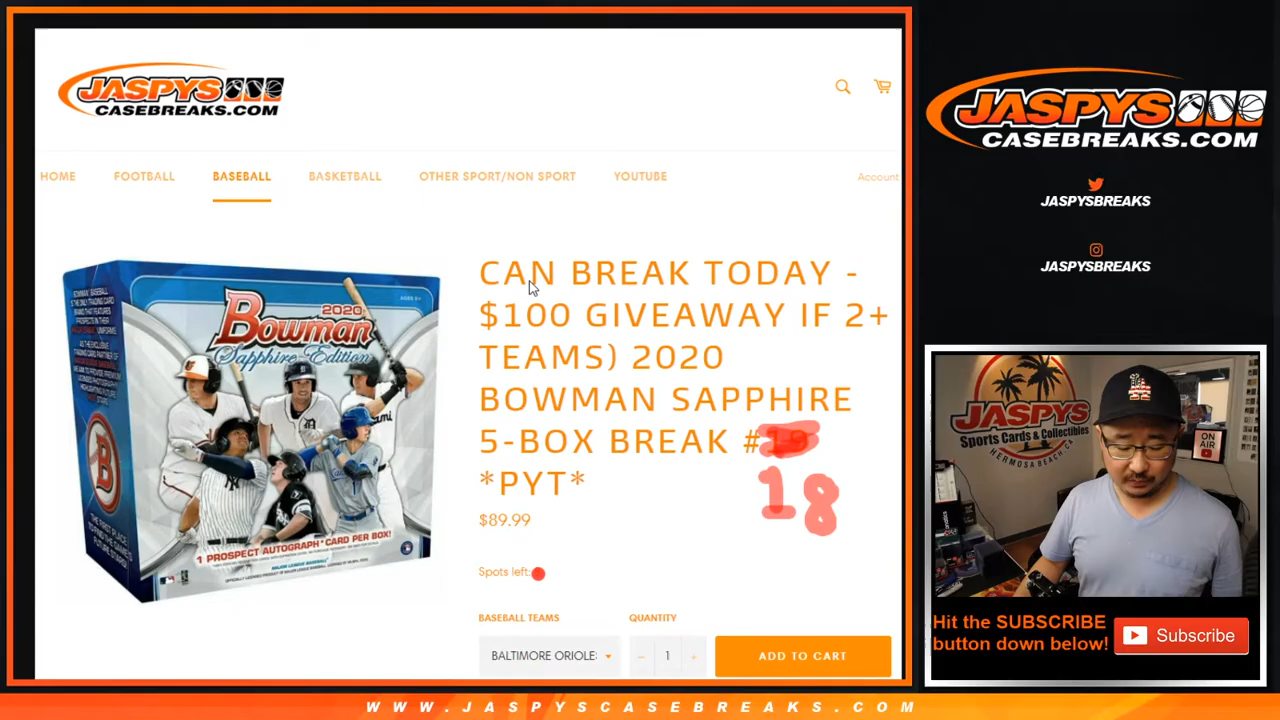 JASPYS
CASEBREAKS.COM
HOME FOOTBALL BASEBALL BASKETBALL OTHER SPORT/NON SPORT YOUTUBE Account
CAN BREAK TODAY -
$100 GIVEAWAY IF 2+
TEAMS) 2020
BOWMAN SAPPHIRE
5-BOX BREAK #19
18
*PYT*
$89.99
Spots left:
BASEBALL TEAMS QUANTITY
BALTIMORE ORIOLE
− 1 +
ADD TO CART
2020
Bowman
Sapphire Edition
1 PROSPECT AUTOGRAPH* CARD PER BOX!
JASPYS
CASEBREAKS.COM
JASPYSBREAKS
JASPYSBREAKS
JASPYS
Sports Cards & Collectibles
HERMOSA BEACH CA
ON
AIR
Hit the SUBSCRIBE
button down below!
Subscribe
WWW.JASPYSCASEBREAKS.COM